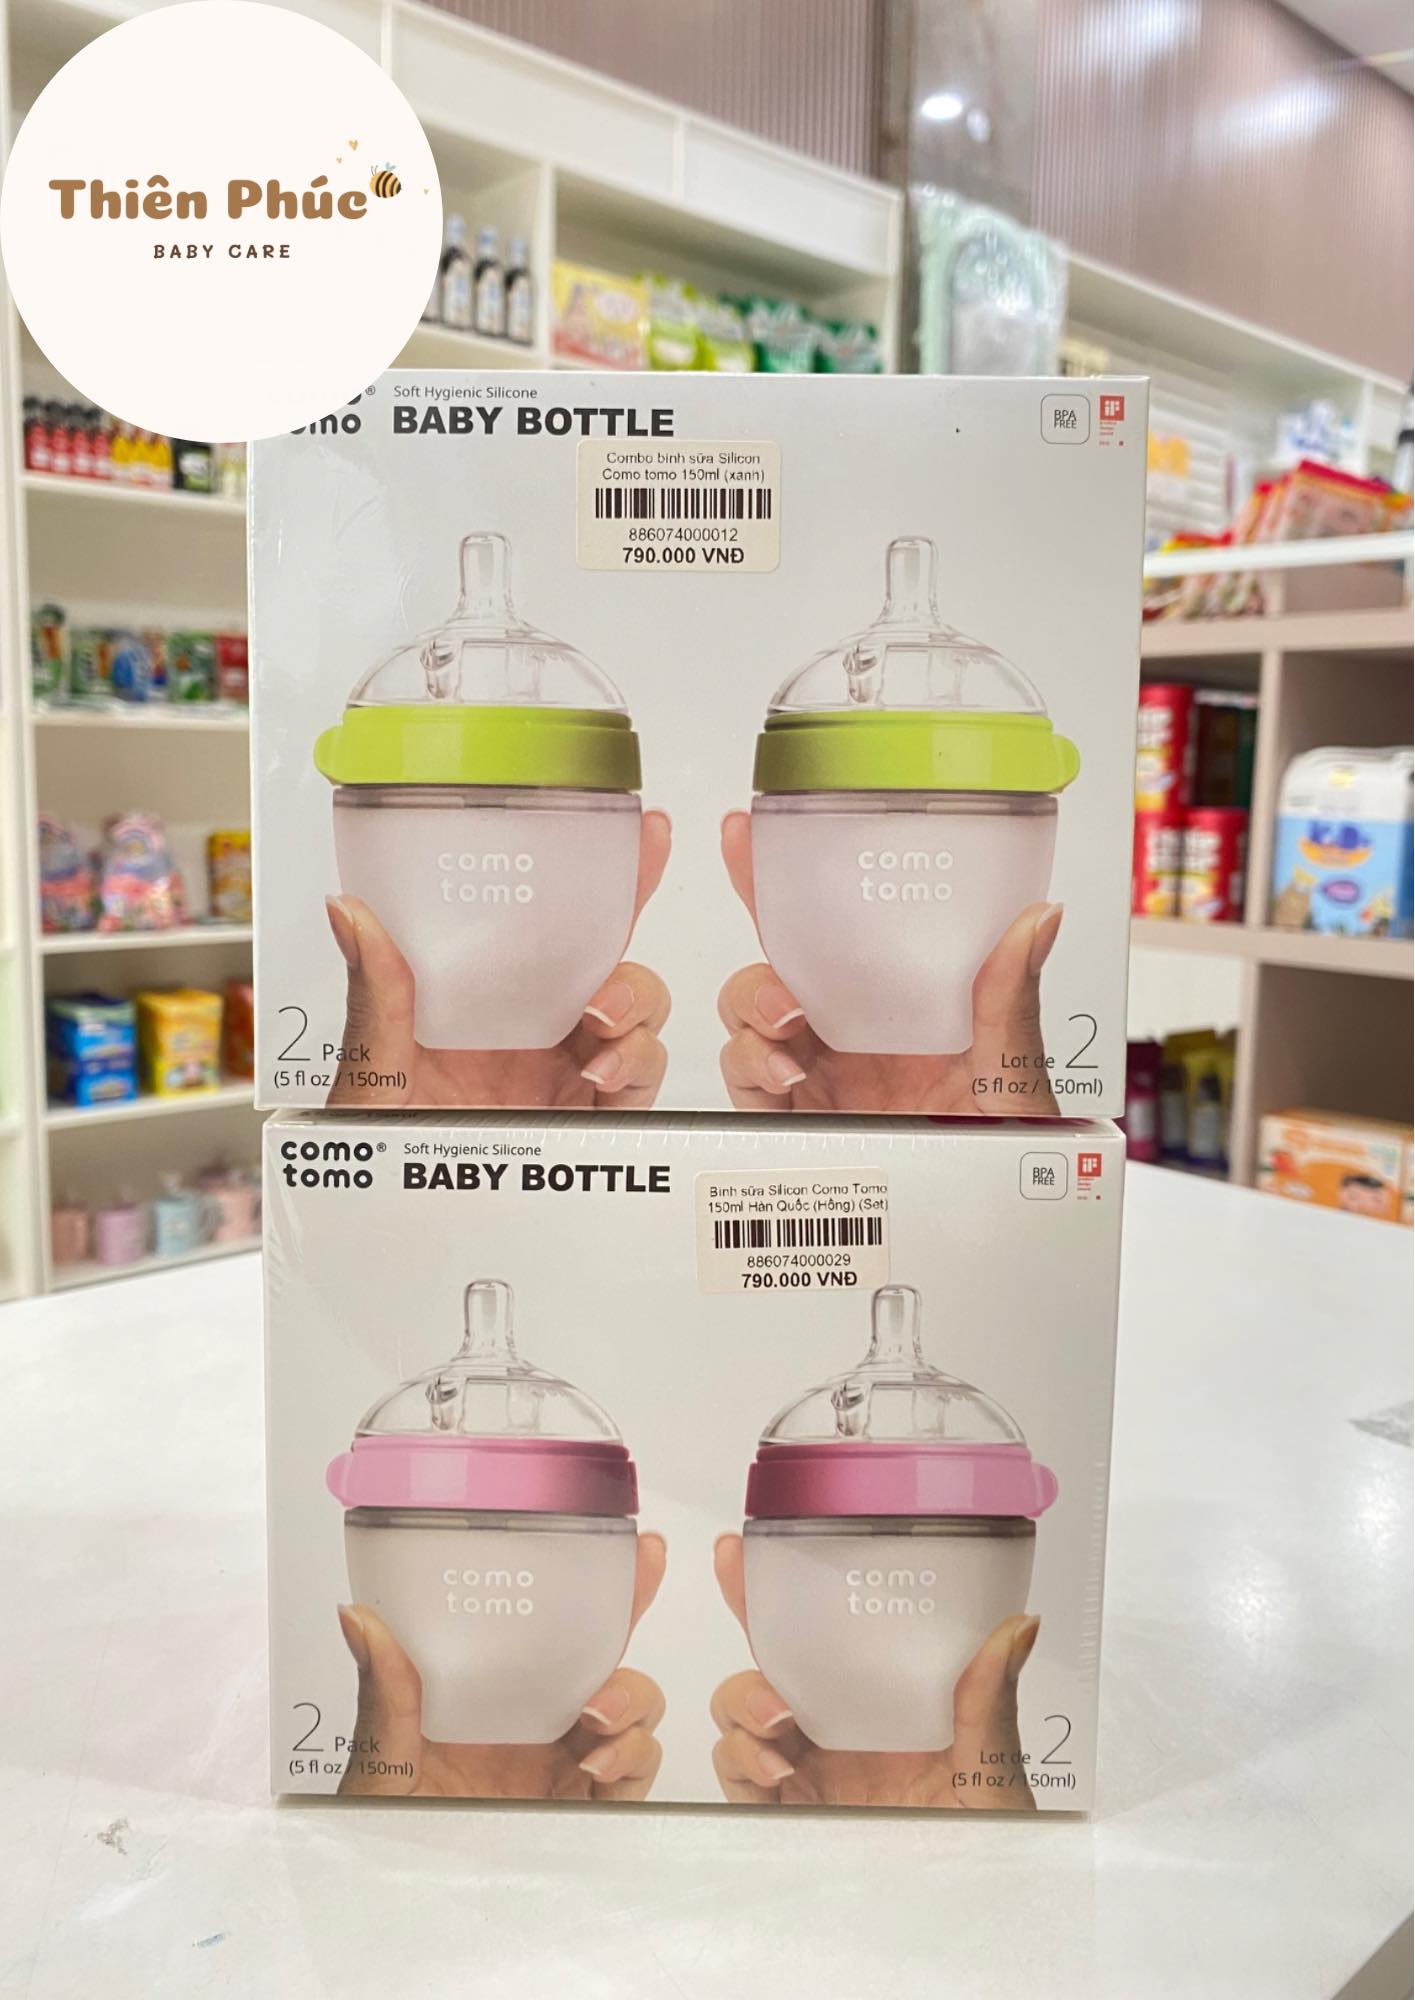 Thiên Phúc
BABY CARE
omo
Soft Hygienic Silicone
BABY BOTTLE
BPA
FREE
iF
Combo bình sữa Silicon
Como tomo 150ml (xanh)
886074000012
790.000 VNĐ
como
tomo
como
tomo
2 Pack
(5 fl oz / 150ml)
Lot de 2
(5 fl oz / 150ml)
como®
tomo
Soft Hygienic Silicone
BABY BOTTLE
BPA
FREE
iF
Bình sữa Silicon Como Tomo
150ml Hàn Quốc (Hồng) (Set)
886074000029
790.000 VNĐ
como
tomo
como
tomo
2 Pack
(5 fl oz / 150ml)
Lot de 2
(5 fl oz / 150ml)